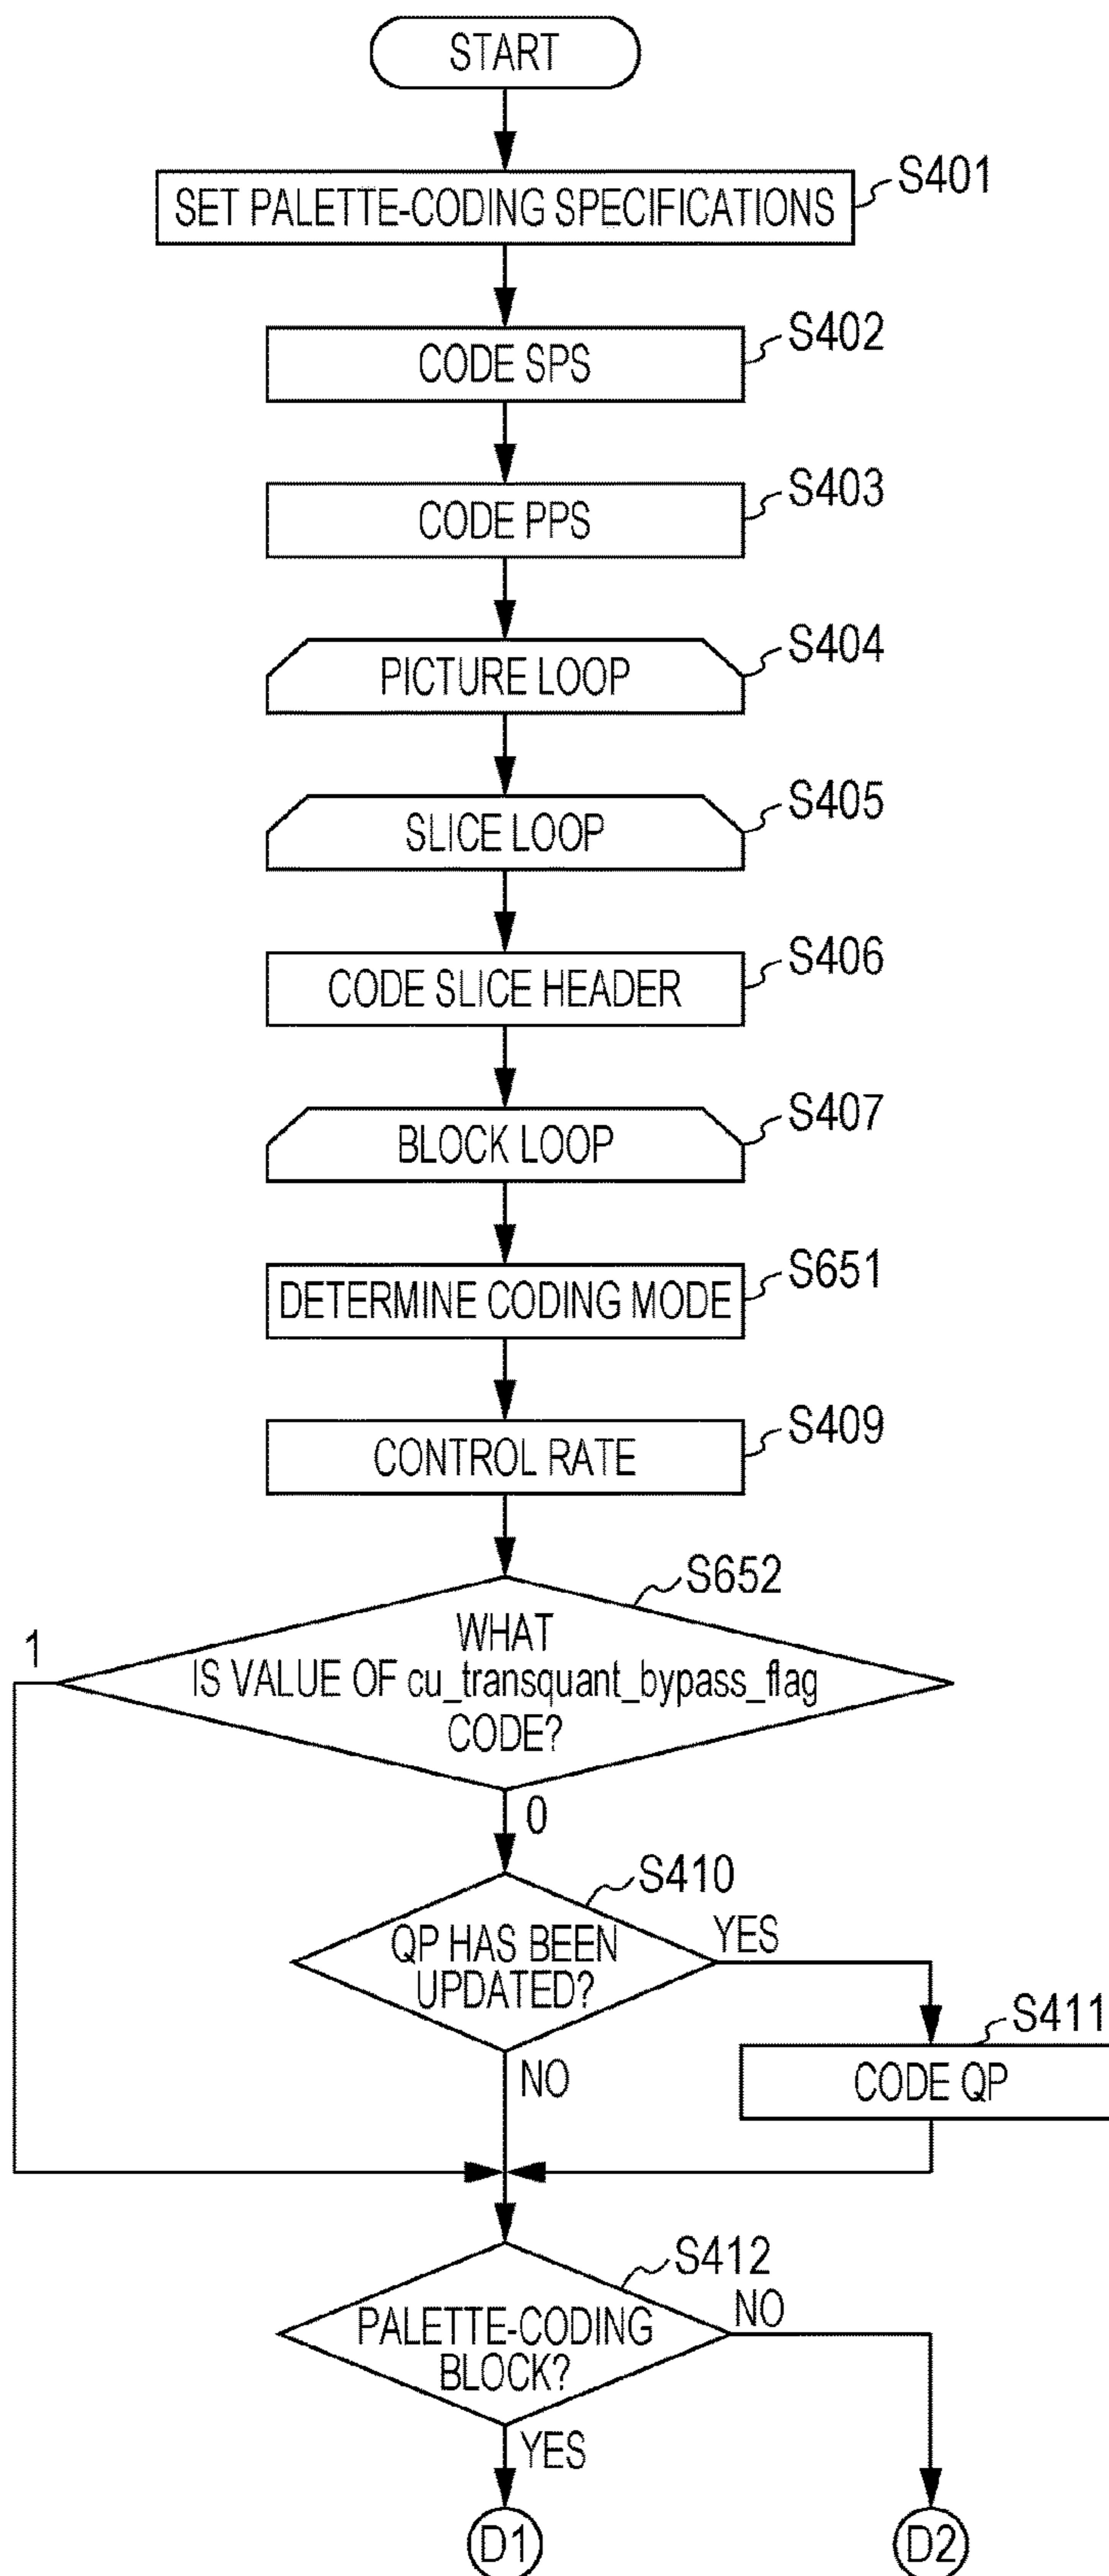 START
SET PALETTE-CODING SPECIFICATIONS
S401
CODE SPS
S402
CODE PPS
S403
PICTURE LOOP
S404
SLICE LOOP
S405
CODE SLICE HEADER
S406
BLOCK LOOP
S407
DETERMINE CODING MODE
S651
CONTROL RATE
S409
S652
1
WHAT
IS VALUE OF cu_transquant_bypass_flag
CODE?
0
S410
QP HAS BEEN
UPDATED?
YES
S411
CODE QP
NO
S412
PALETTE-CODING
BLOCK?
NO
YES
D1
D2